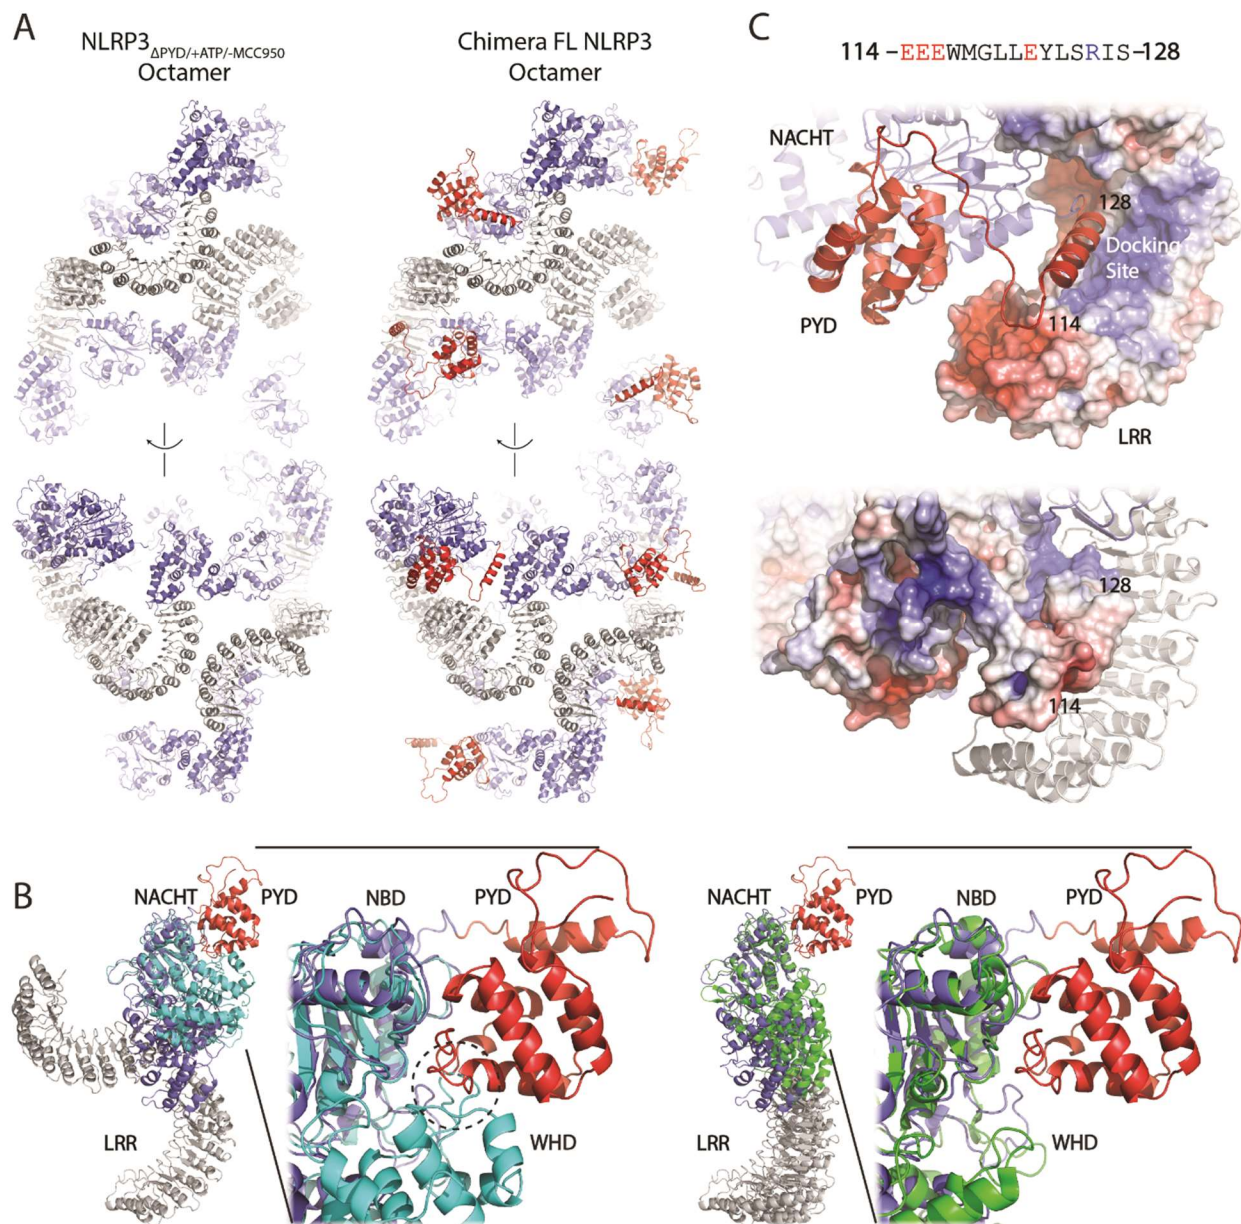 A
NLRP3ΔPYD/+ATP/-MCC950
Octamer
Chimera FL NLRP3
Octamer
C
114 –EEEWMGLLEYLSRIS–128
NACHT
PYD
128
Docking
Site
114
LRR
128
114
B
NACHT
PYD
LRR
NBD
PYD
WHD
NACHT
PYD
LRR
NBD
PYD
WHD